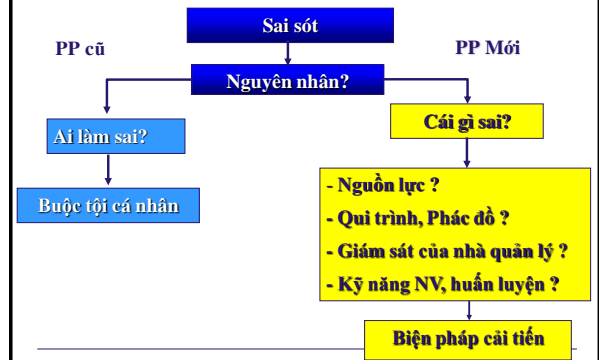 Sai sót
PP cũ
PP Mới
Nguyên nhân?
Ai làm sai?
Cái gì sai?
Buộc tội cá nhân
- Nguồn lực ?
- Qui trình, Phác đồ ?
- Giám sát của nhà quản lý ?
- Kỹ năng NV, huấn luyện ?
Biện pháp cải tiến